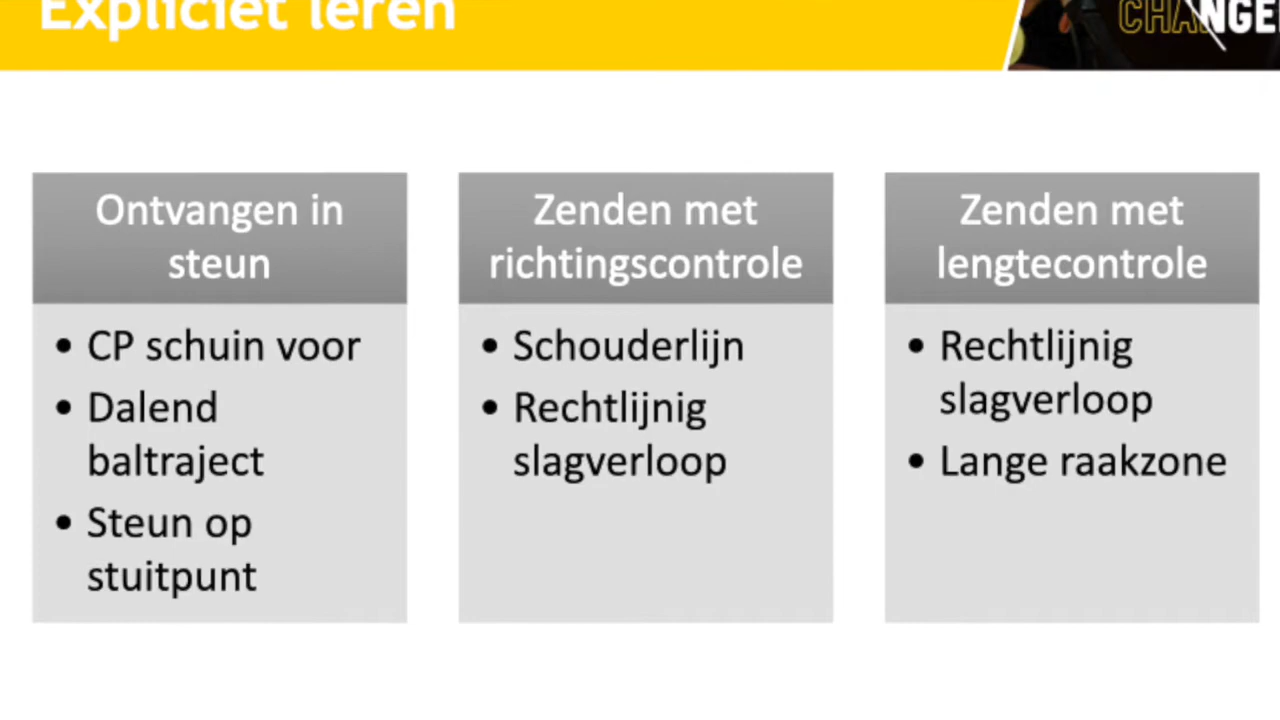 Expliciet leren
CHANGE
Ontvangen in
steun
• CP schuin voor
• Dalend
baltraject
• Steun op
stuitpunt
Zenden met
richtingscontrole
• Schouderlijn
• Rechtlijnig
slagverloop
Zenden met
lengtecontrole
• Rechtlijnig
slagverloop
• Lange raakzone